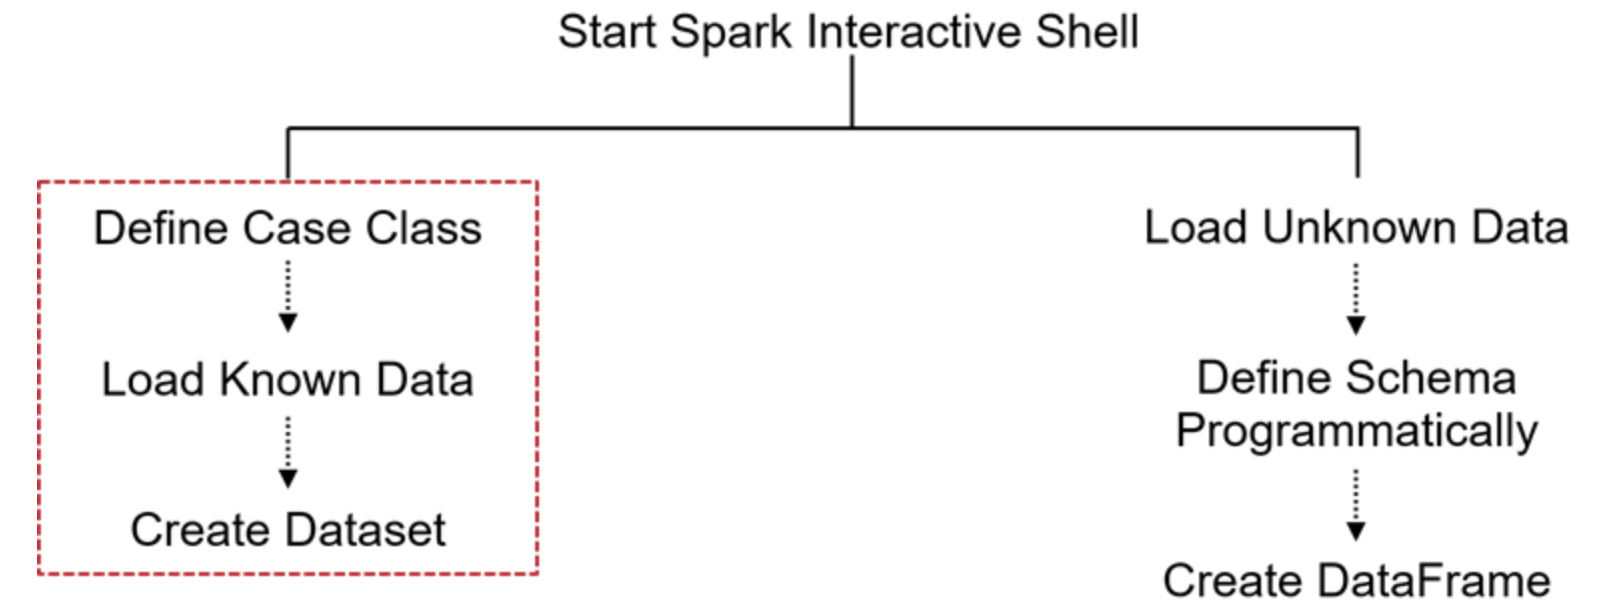 Start Spark Interactive Shell
Define Case Class
Load Known Data
Create Dataset
Load Unknown Data
Define Schema
Programmatically
Create DataFrame